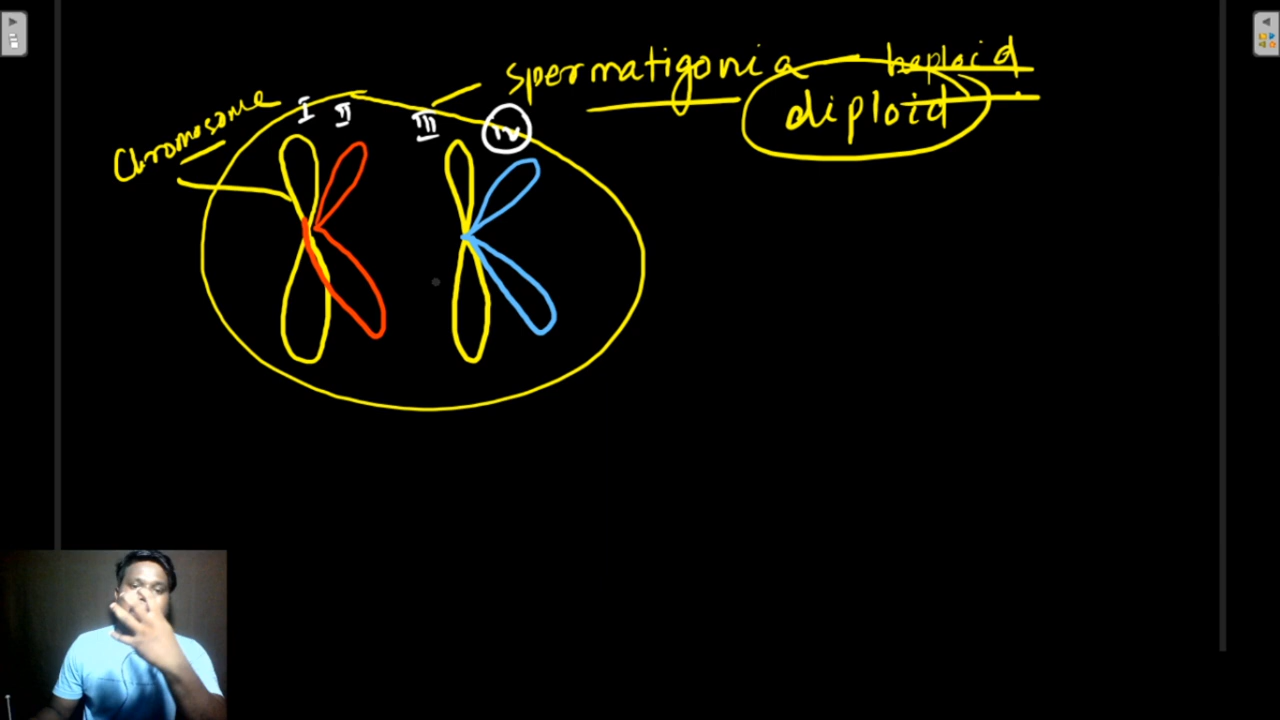 spermatigonia – haploid
diploid
Chromosome
I II III IV